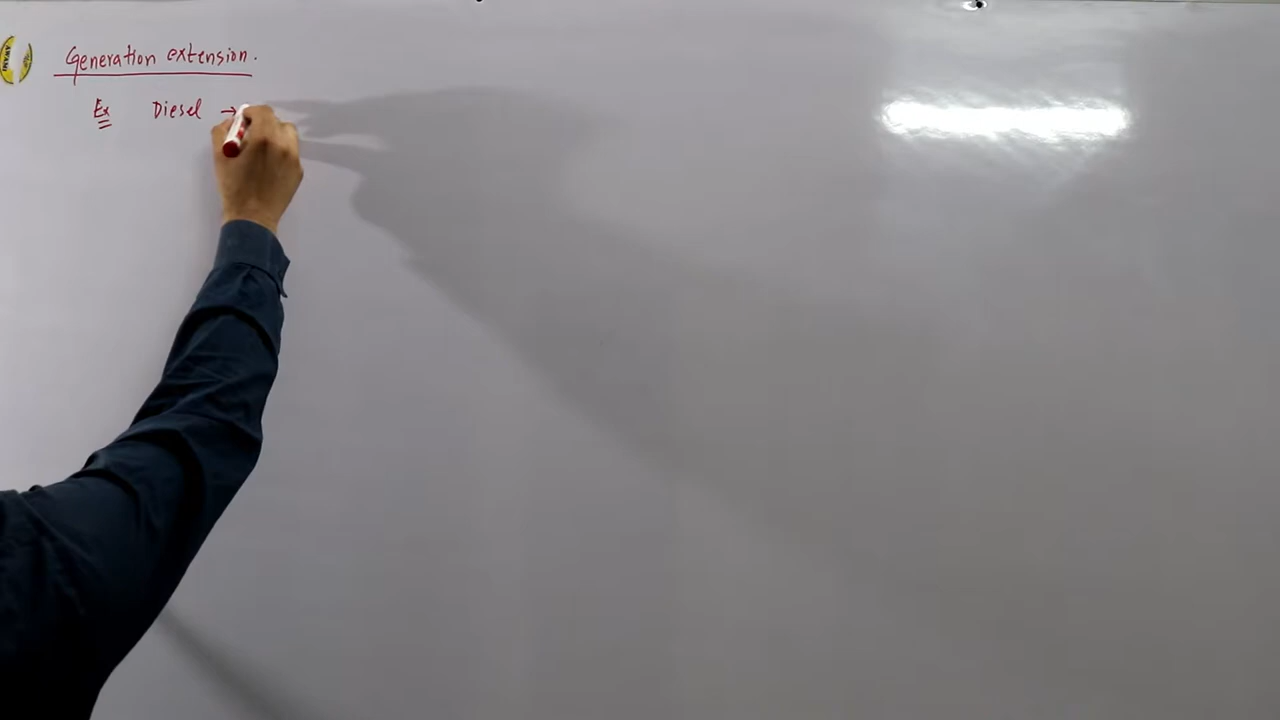 Generation extension.
Ex Diesel →